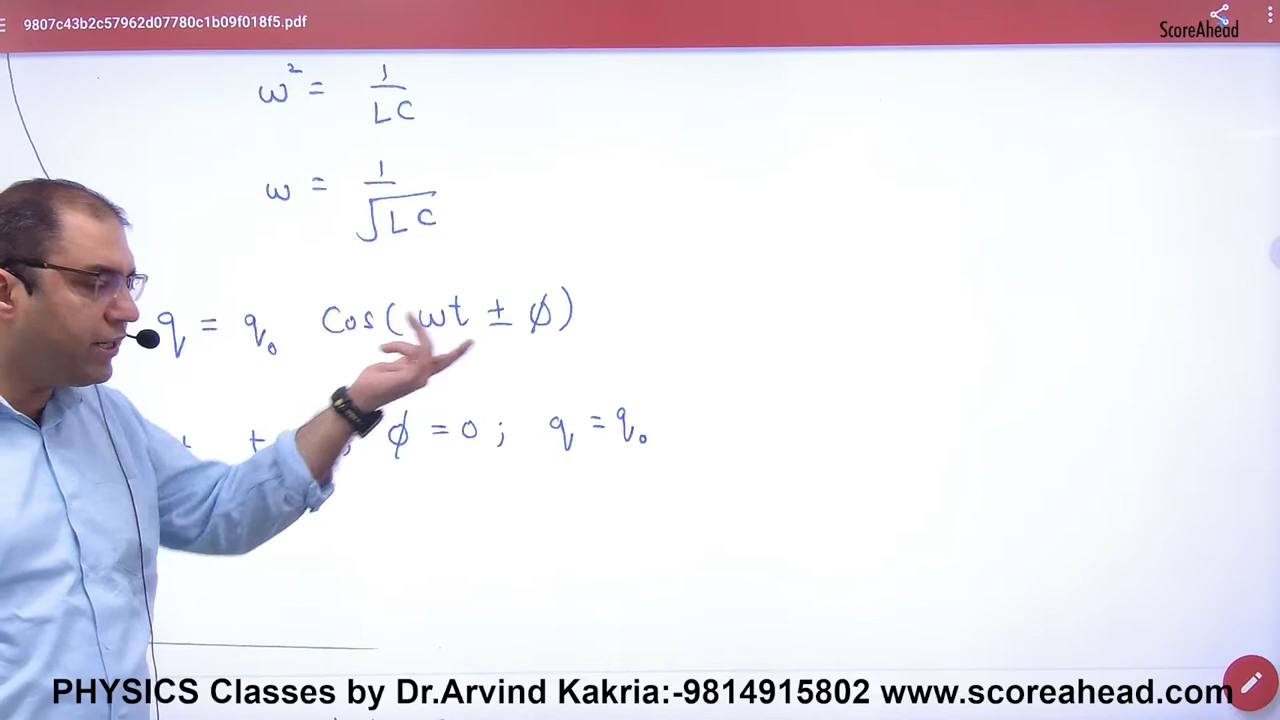 9807c43b2c57962d07780c1b09f018f5.pdf
ScoreAhead
ω² = 1/LC
ω = 1/√LC
q = q₀ Cos(ωt ± ϕ)
t ϕ = 0 ; q = q₀
PHYSICS Classes by Dr.Arvind Kakria:-9814915802 www.scoreahead.com